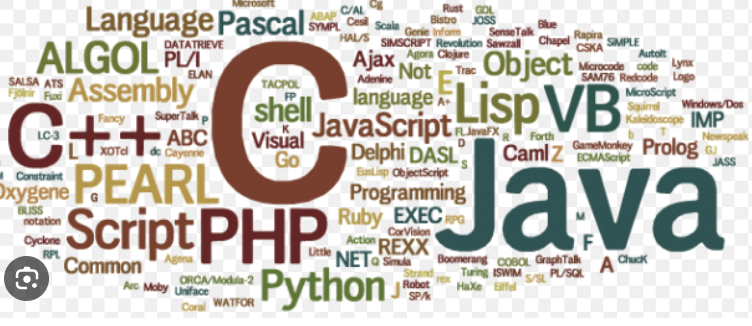 Microsoft
Cg
Language
Pascal
ABAP
C/AL
Rust
GDL
SYMPL
Cesil
Scala
Bistro
JOSS
Blue
HAL/S
Genie
Inform
SenseTalk
Rapira
ALGOL
DATATRIEVE
SIMSCRIPT
Revolution
Sawzall
Chapel
CSKA
SiMPLE
PL/I
C
Ajax
Agora
Clojure
Object
AutoIt
ELAN
Not
Trac
Microcode
code
Lynx
SALSA
ATS
Adenine
E
SAM76
Redcode
Logo
Fjölnir
Fuxi
Assembly
TACPOL
FP
language
A+
Lisp
VB
MicroScript
C++
Fancy
SuperTalk
P
shell
Squirrel
Windows/Dos
LC-3
K
JavaScript
FL
JavaFX
R
Forth
Kaleidoscope
IMP
ABC
Visual
D
b
T
Newspeak
L
XOTcl
dc
Cayenne
Go
Delphi
DASL
S
Caml
Z
GameMonkey
Prolog
GJ
ECMAScript
JASS
Constraint
EusLisp
ObjectScript
Java
Oxygene
PEARL
G
Programming
BLISS
notation
Script
PHP
Ruby
EXEC
RPG
M
Cyclone
Action
CorVision
F
RPL
Little
REXX
Common
Agena
NET
Q
Simula
Boomerang
COBOL
GraphTalk
A
ChucK
ORCA/Modula-2
Python
Strand
Turing
ISWIM
PL/SQL
Arc
Moby
Uniface
J
Robot
rex
HaXe
Eiffel
S/SL
Coral
WATFOR
SP/k